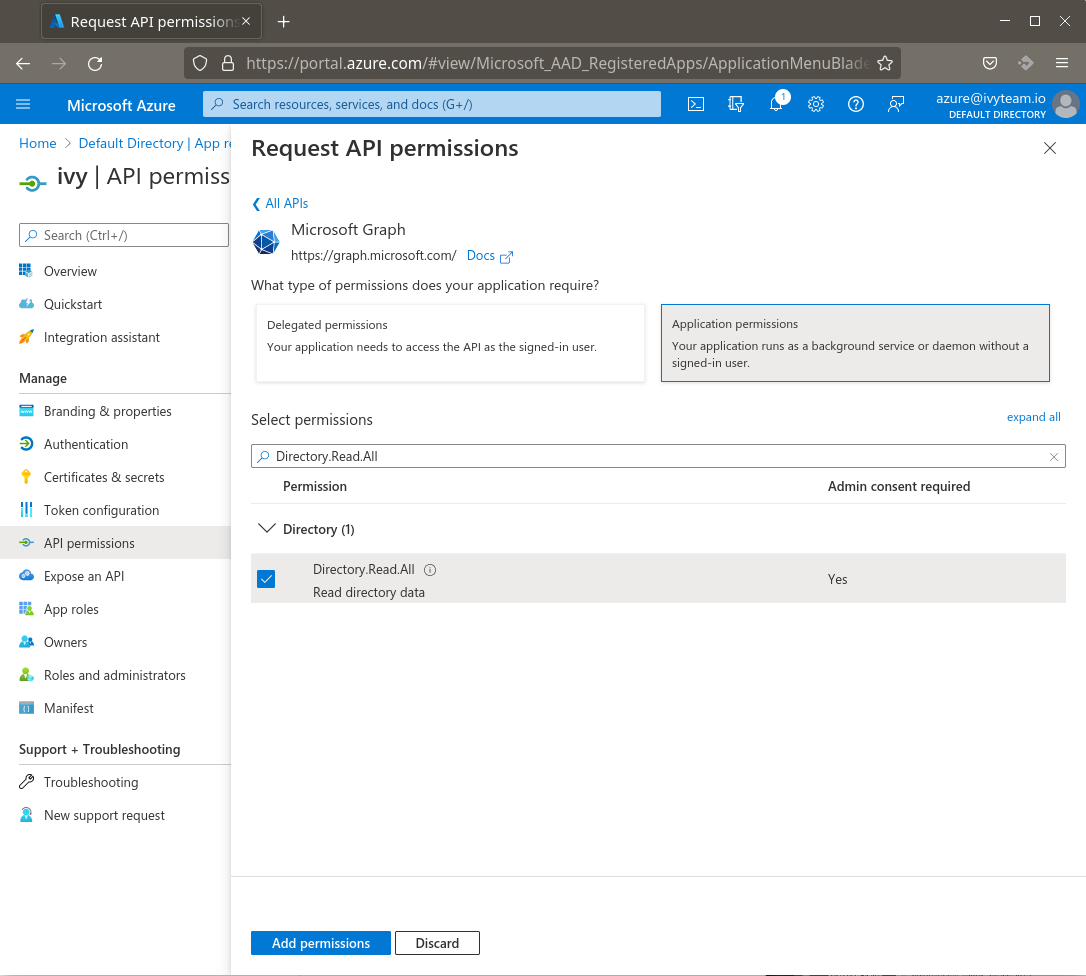 Request API permissions
https://portal.azure.com/#view/Microsoft_AAD_RegisteredApps/ApplicationMenuBlade
Microsoft Azure
Search resources, services, and docs (G+/)
1
azure@ivyteam.io
DEFAULT DIRECTORY
Home > Default Directory | App re
ivy | API permiss
Search (Ctrl+/)
Overview
Quickstart
Integration assistant
Manage
Branding & properties
Authentication
Certificates & secrets
Token configuration
API permissions
Expose an API
App roles
Owners
Roles and administrators
Manifest
Support + Troubleshooting
Troubleshooting
New support request
Request API permissions
All APIs
Microsoft Graph
https://graph.microsoft.com/ Docs
What type of permissions does your application require?
Delegated permissions
Your application needs to access the API as the signed-in user.
Application permissions
Your application runs as a background service or daemon without a
signed-in user.
Select permissions
expand all
Directory.Read.All
Permission
Admin consent required
Directory (1)
Directory.Read.All
Read directory data
Yes
Add permissions
Discard